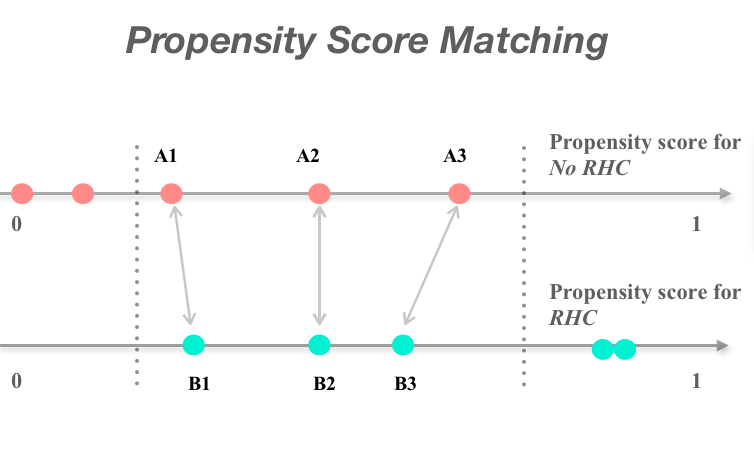 Propensity Score Matching
A1
A2
A3
Propensity score for
No RHC
0
1
Propensity score for
RHC
0
1
B1
B2
B3